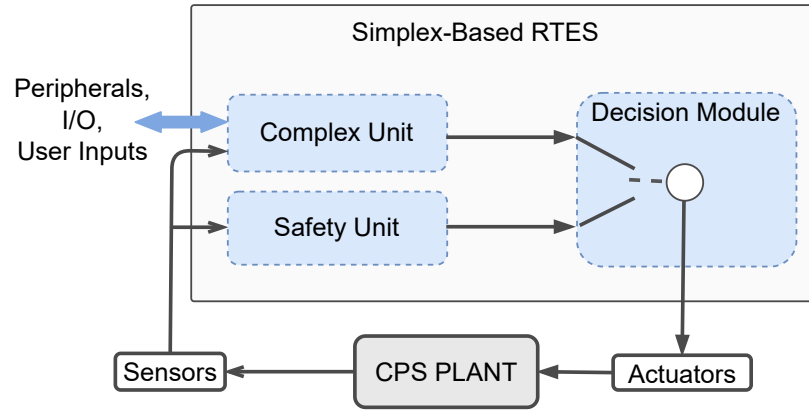 Simplex-Based RTES
Peripherals,
I/O,
User Inputs
Complex Unit
Decision Module
Safety Unit
Sensors
CPS PLANT
Actuators